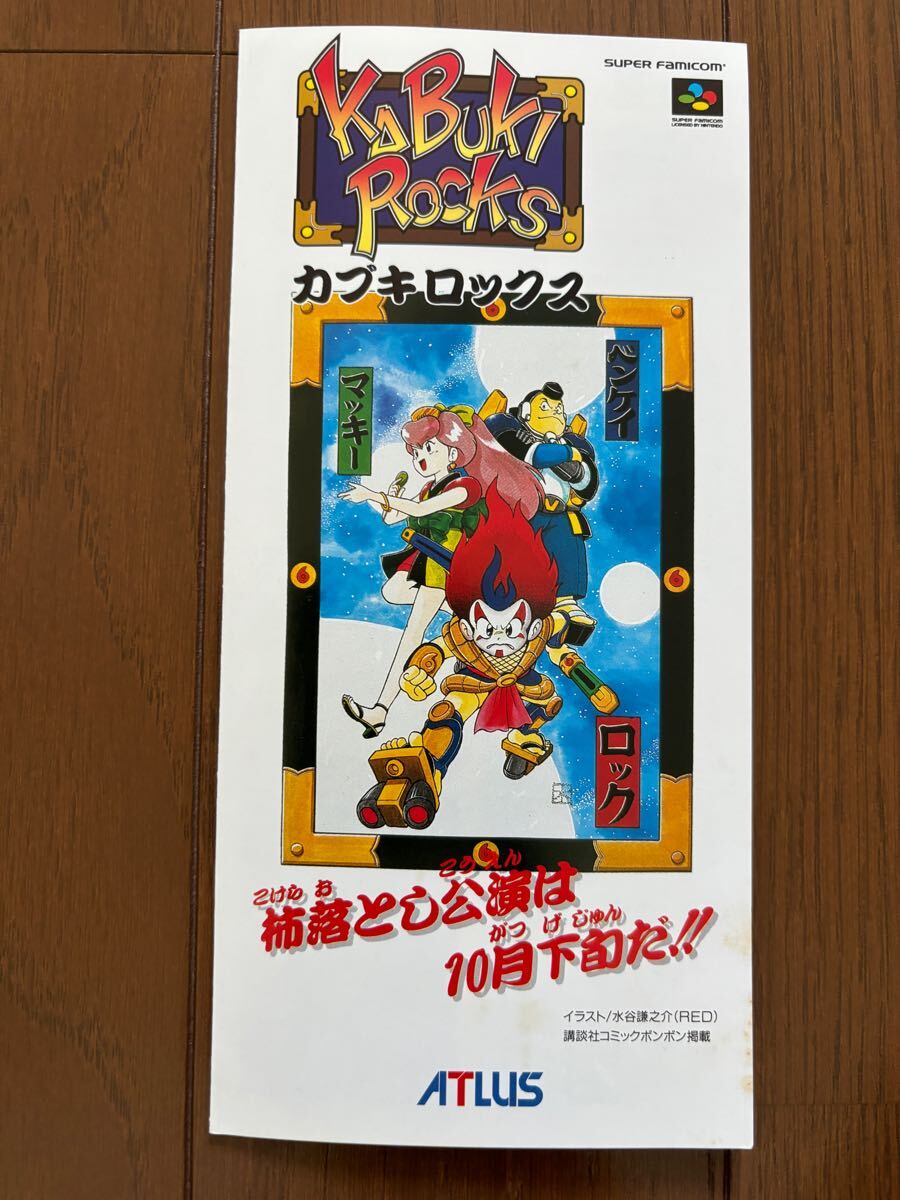 KABUKI
ROCKS
SUPER FAMICOM
SUPER FAMICOM
LICENSED BY NINTENDO
カブキロックス
マッキー
ベンケイ
ロック
こけら お こうえん
柿落とし公演は
がつ げ じゅん
10月下旬だ!!
イラスト/水谷謙之介(RED)
講談社コミックボンボン掲載
ATLUS